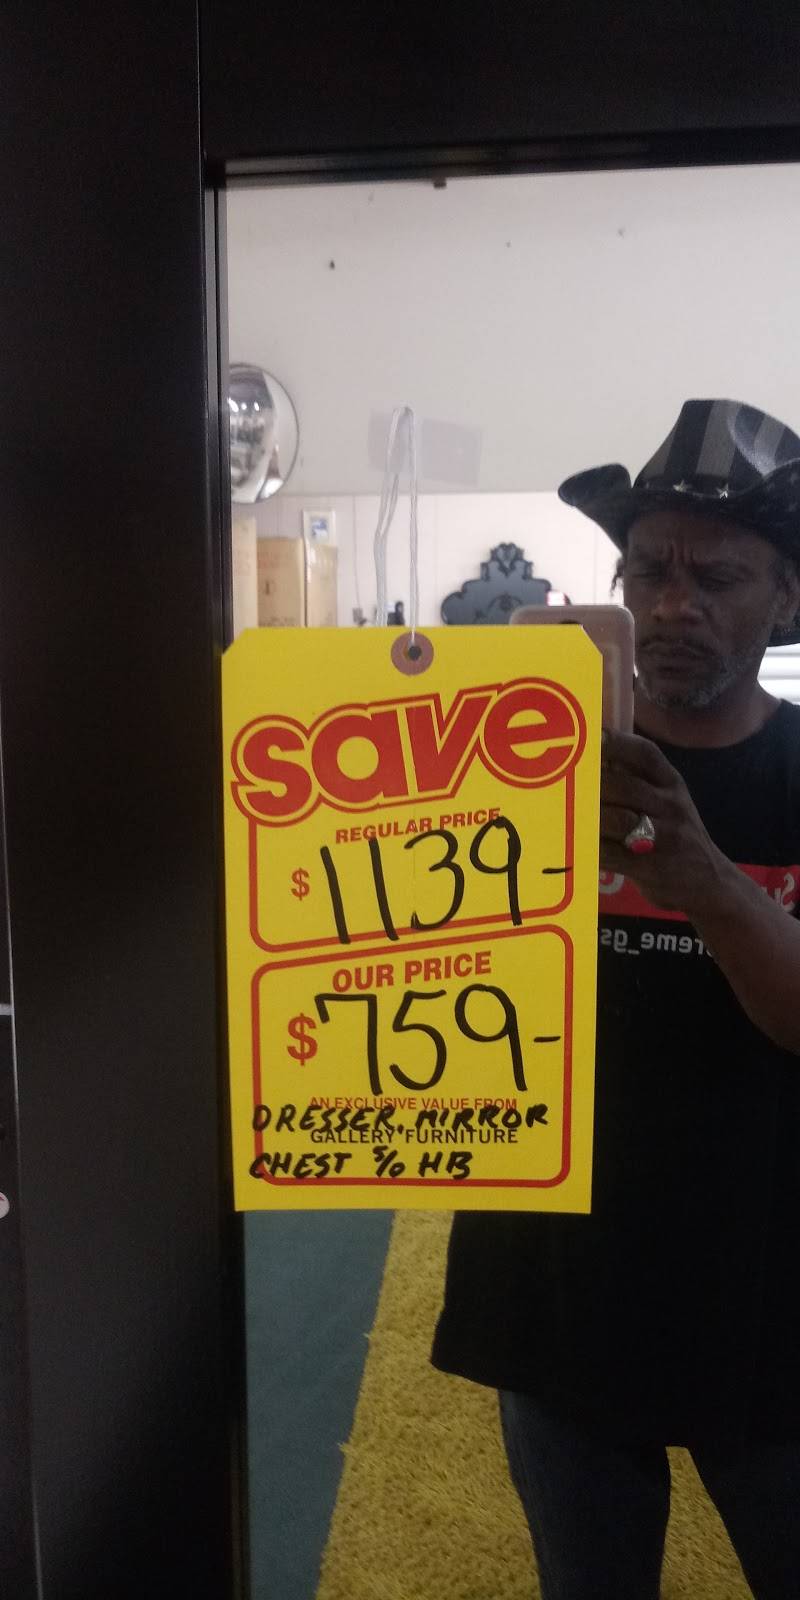 save
REGULAR PRICE
$1139-
OUR PRICE
$759-
AN EXCLUSIVE VALUE FROM
DRESSER, MIRROR
GALLERY FURNITURE
CHEST 5/0 HB